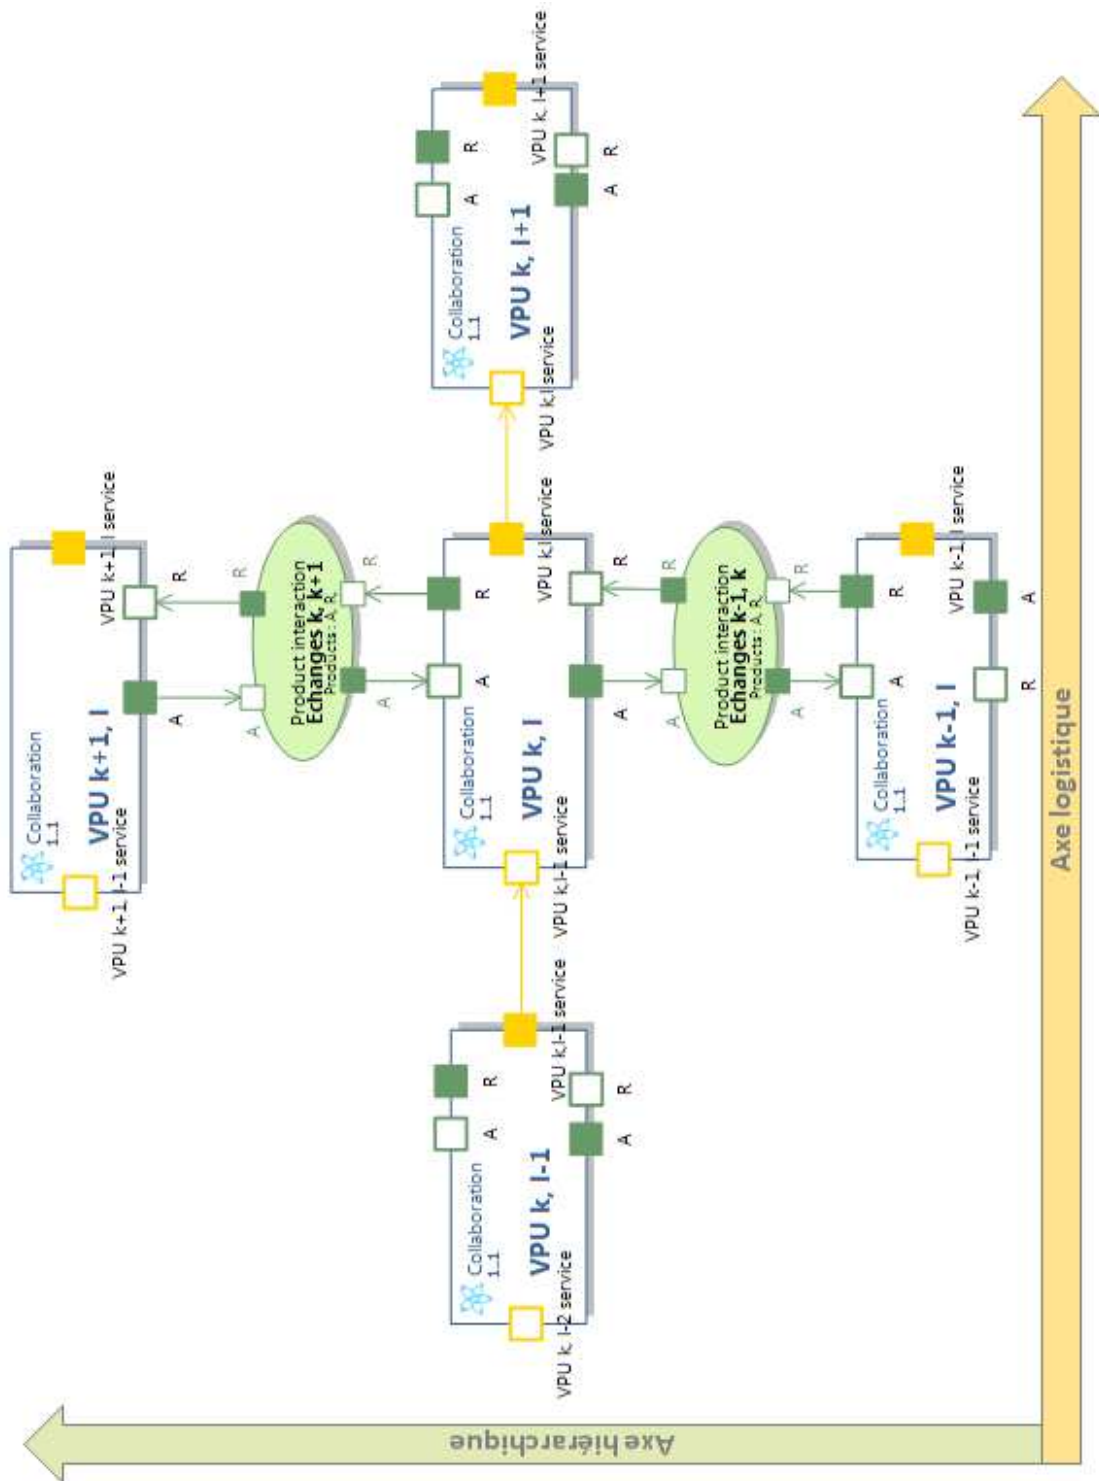 Axe hiérarchique
Collaboration
1..1
VPU k+1, l
VPU k+1, l-1 service
VPU k+1, l service
A
R
A
R
Product interaction
Echanges k, k+1
Products : A, R
A
R
Collaboration
1..1
VPU k, l-1
VPU k, l-2 service
VPU k,l-1 service
A
R
A
R
Collaboration
1..1
VPU k, l
VPU k,l-1 service
VPU k,l service
A
R
A
R
Collaboration
1..1
VPU k, l+1
VPU k,l service
VPU k, l+1 service
A
R
A
R
A
R
Product interaction
Echanges k-1, k
Products : A, R
A
R
Collaboration
1..1
VPU k-1, l
VPU k-1, l-1 service
VPU k-1, l service
A
R
R
A
Axe logistique